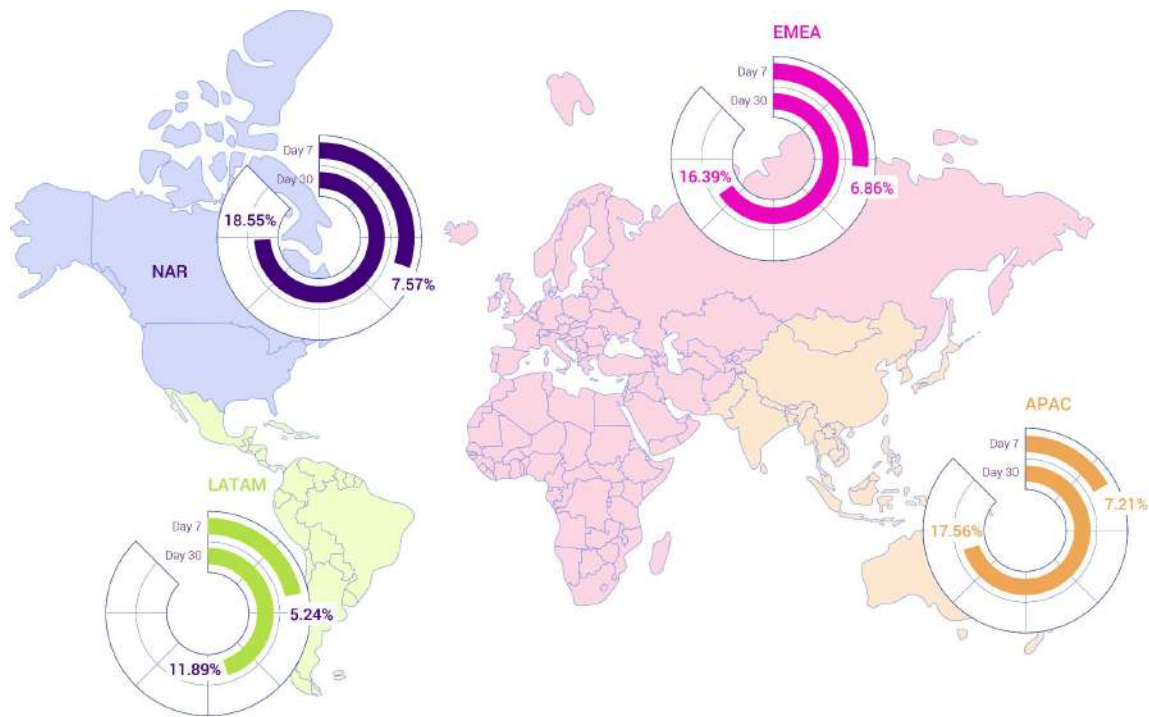 EMEA
Day 7
Day 30
16.39%
6.86%
Day 7
Day 30
18.55%
NAR
7.57%
APAC
Day 7
Day 30
7.21%
17.56%
LATAM
Day 7
Day 30
5.24%
11.89%